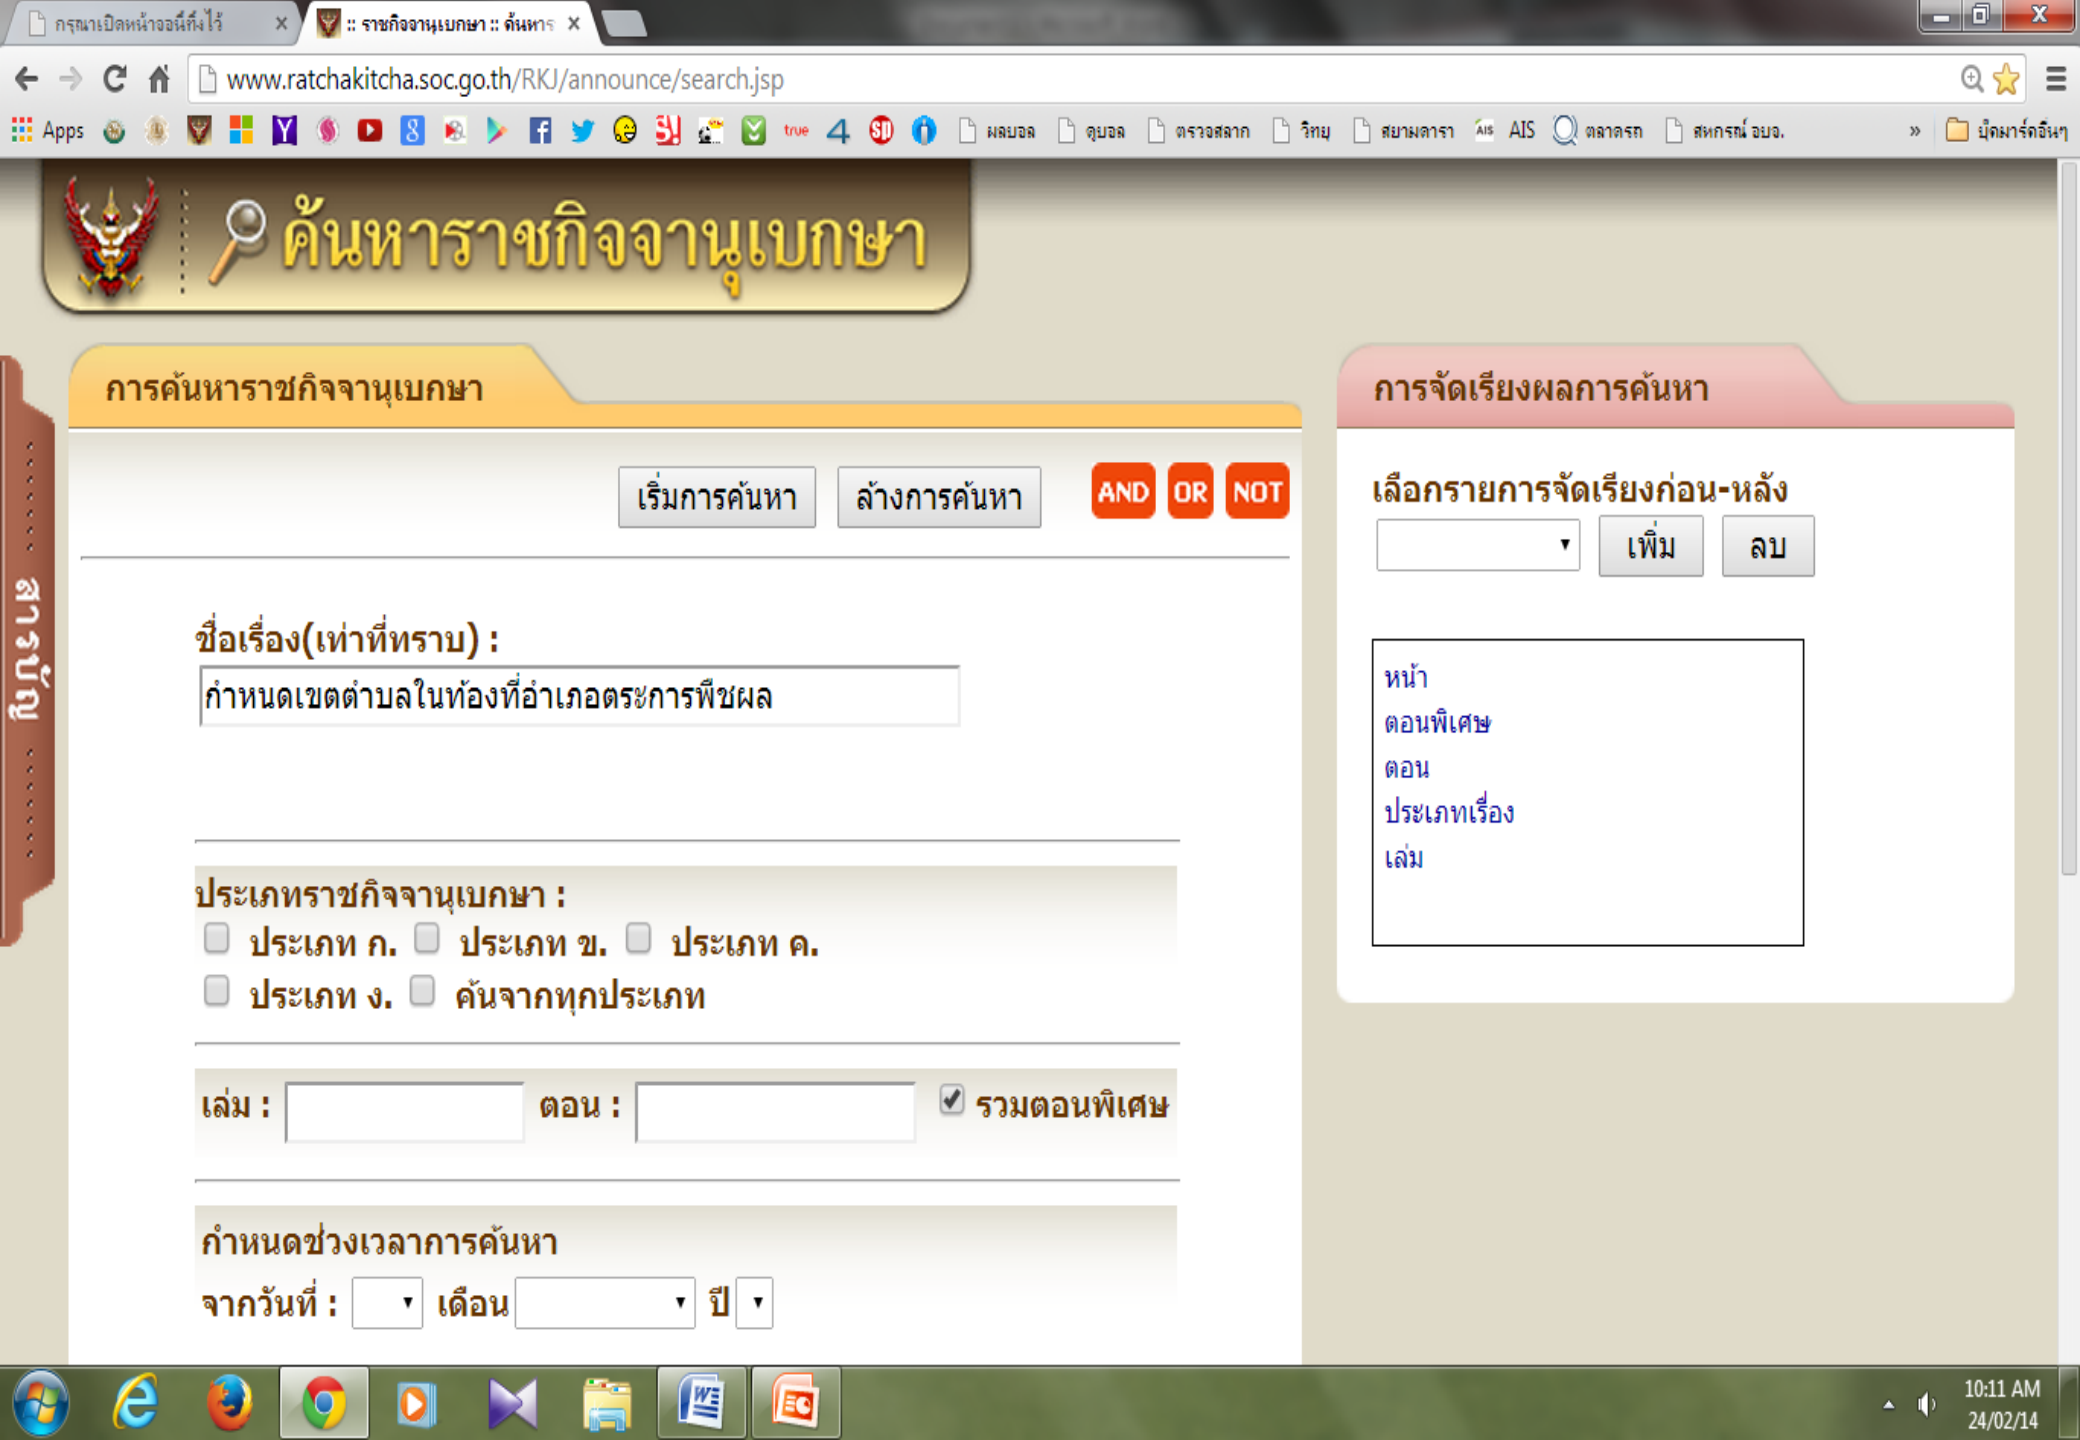 กรุณาเปิดหน้าจอนี้ทิ้งไว้
:: ราชกิจจานุเบกษา :: ค้นหาร
www.ratchakitcha.soc.go.th/RKJ/announce/search.jsp
Apps true 4 ผลบอล ดูบอล ตรวจสลาก วิทยุ สยามดารา AIS ตลาดรถ สหกรณ์ อบจ. » บุ๊คมาร์คอื่นๆ
ค้นหาราชกิจจานุเบกษา
การค้นหาราชกิจจานุเบกษา
เริ่มการค้นหา ล้างการค้นหา AND OR NOT
ชื่อเรื่อง(เท่าที่ทราบ) :
กำหนดเขตตำบลในท้องที่อำเภอตระการพืชผล
ประเภทราชกิจจานุเบกษา :
ประเภท ก. ประเภท ข. ประเภท ค.
ประเภท ง. ค้นจากทุกประเภท
เล่ม : ตอน : รวมตอนพิเศษ
กำหนดช่วงเวลาการค้นหา
จากวันที่ : เดือน ปี
สารบัญ
การจัดเรียงผลการค้นหา
เลือกรายการจัดเรียงก่อน-หลัง
เพิ่ม ลบ
หน้า
ตอนพิเศษ
ตอน
ประเภทเรื่อง
เล่ม
10:11 AM
24/02/14